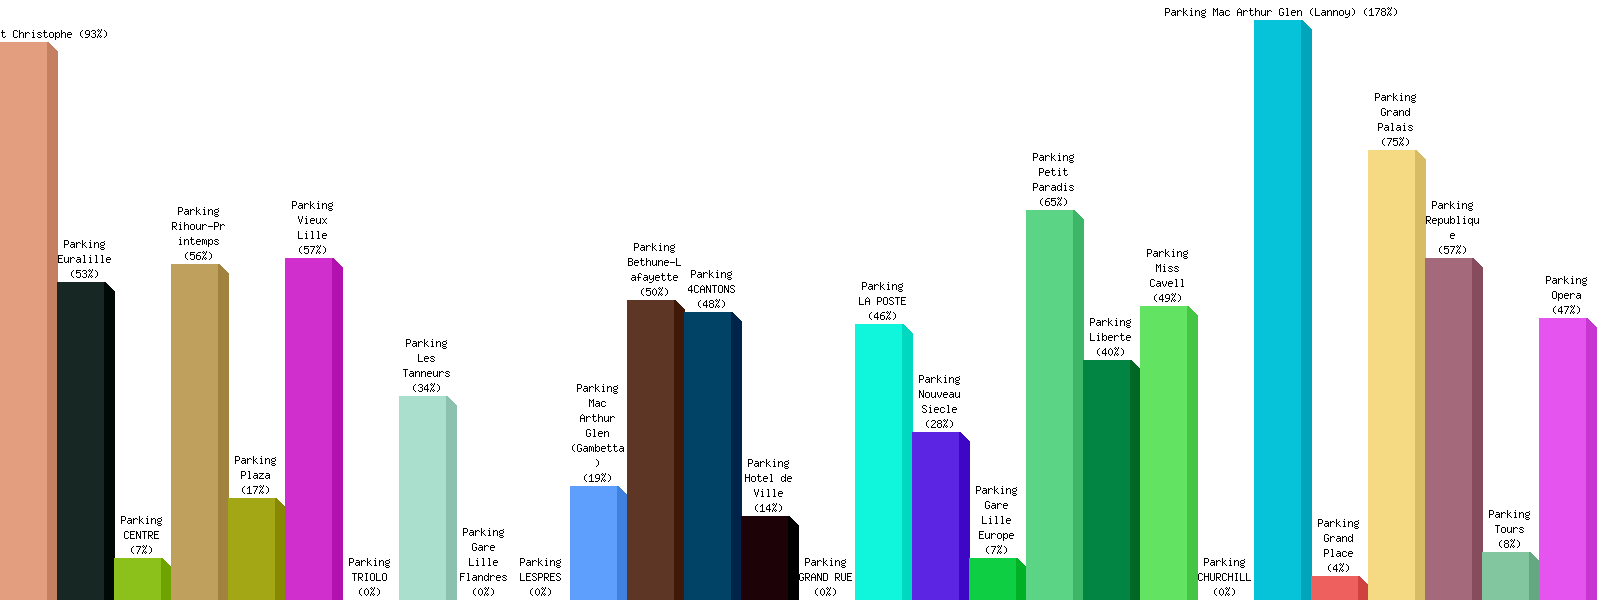 t Christophe (93%)
Parking
Euralille
(53%)
Parking
CENTRE
(7%)
Parking
Rihour-Pr
intemps
(56%)
Parking
Plaza
(17%)
Parking
Vieux
Lille
(57%)
Parking
TRIOLO
(0%)
Parking
Les
Tanneurs
(34%)
Parking
Gare
Lille
Flandres
(0%)
Parking
LESPRES
(0%)
Parking
Mac
Arthur
Glen
(Gambetta
)
(19%)
Parking
Bethune-L
afayette
(50%)
Parking
4CANTONS
(48%)
Parking
Hotel de
Ville
(14%)
Parking
GRAND RUE
(0%)
Parking
LA POSTE
(46%)
Parking
Nouveau
Siecle
(28%)
Parking
Gare
Lille
Europe
(7%)
Parking
Petit
Paradis
(65%)
Parking
Liberte
(40%)
Parking
Miss
Cavell
(49%)
Parking
CHURCHILL
(0%)
Parking Mac Arthur Glen (Lannoy) (178%)
Parking
Grand
Place
(4%)
Parking
Grand
Palais
(75%)
Parking
Republiqu
e
(57%)
Parking
Tours
(8%)
Parking
Opera
(47%)